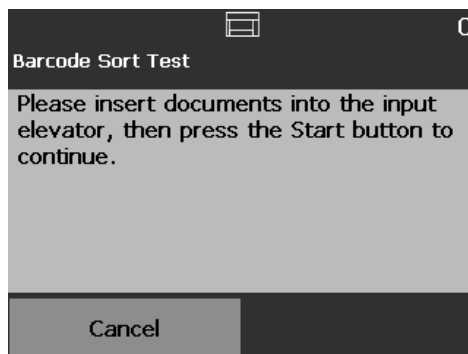 Barcode Sort Test
Please insert documents into the input
elevator, then press the Start button to
continue.
Cancel